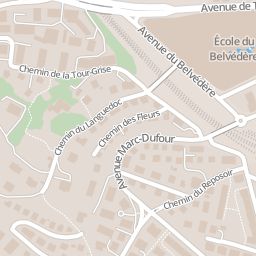 Avenue de T
Avenue du Belvédère
École du
Belvédère
Chemin de la Tour-Grise
Chemin du Languedoc
Chemin des Fleurs
Avenue Marc-Dufour
Chemin du Reposoir